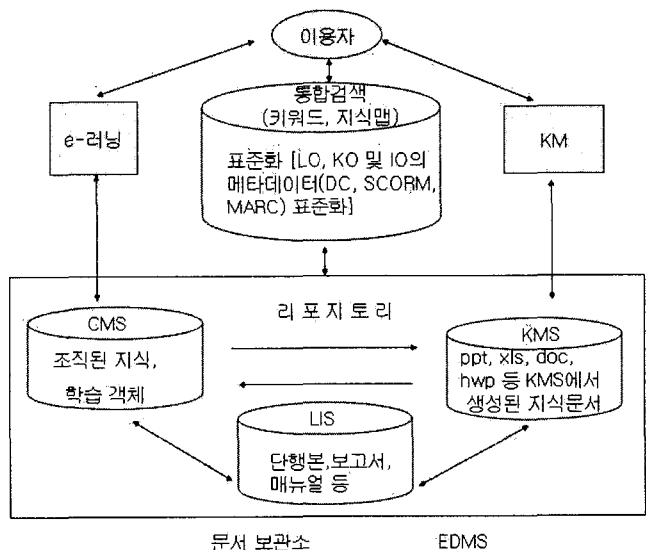 이용자
통합검색
(키워드, 지식맵)
e-러닝
KM
표준화 [LO, KO 및 IO의
메타데이터(DC, SCORM,
MARC) 표준화]
리 포 지 토 리
CMS
조직된 지식,
학습 객체
KMS
ppt, xls, doc,
hwp 등 KMS에서
생성된 지식문서
LIS
단행본,보고서,
매뉴얼 등
문서 보관소
EDMS